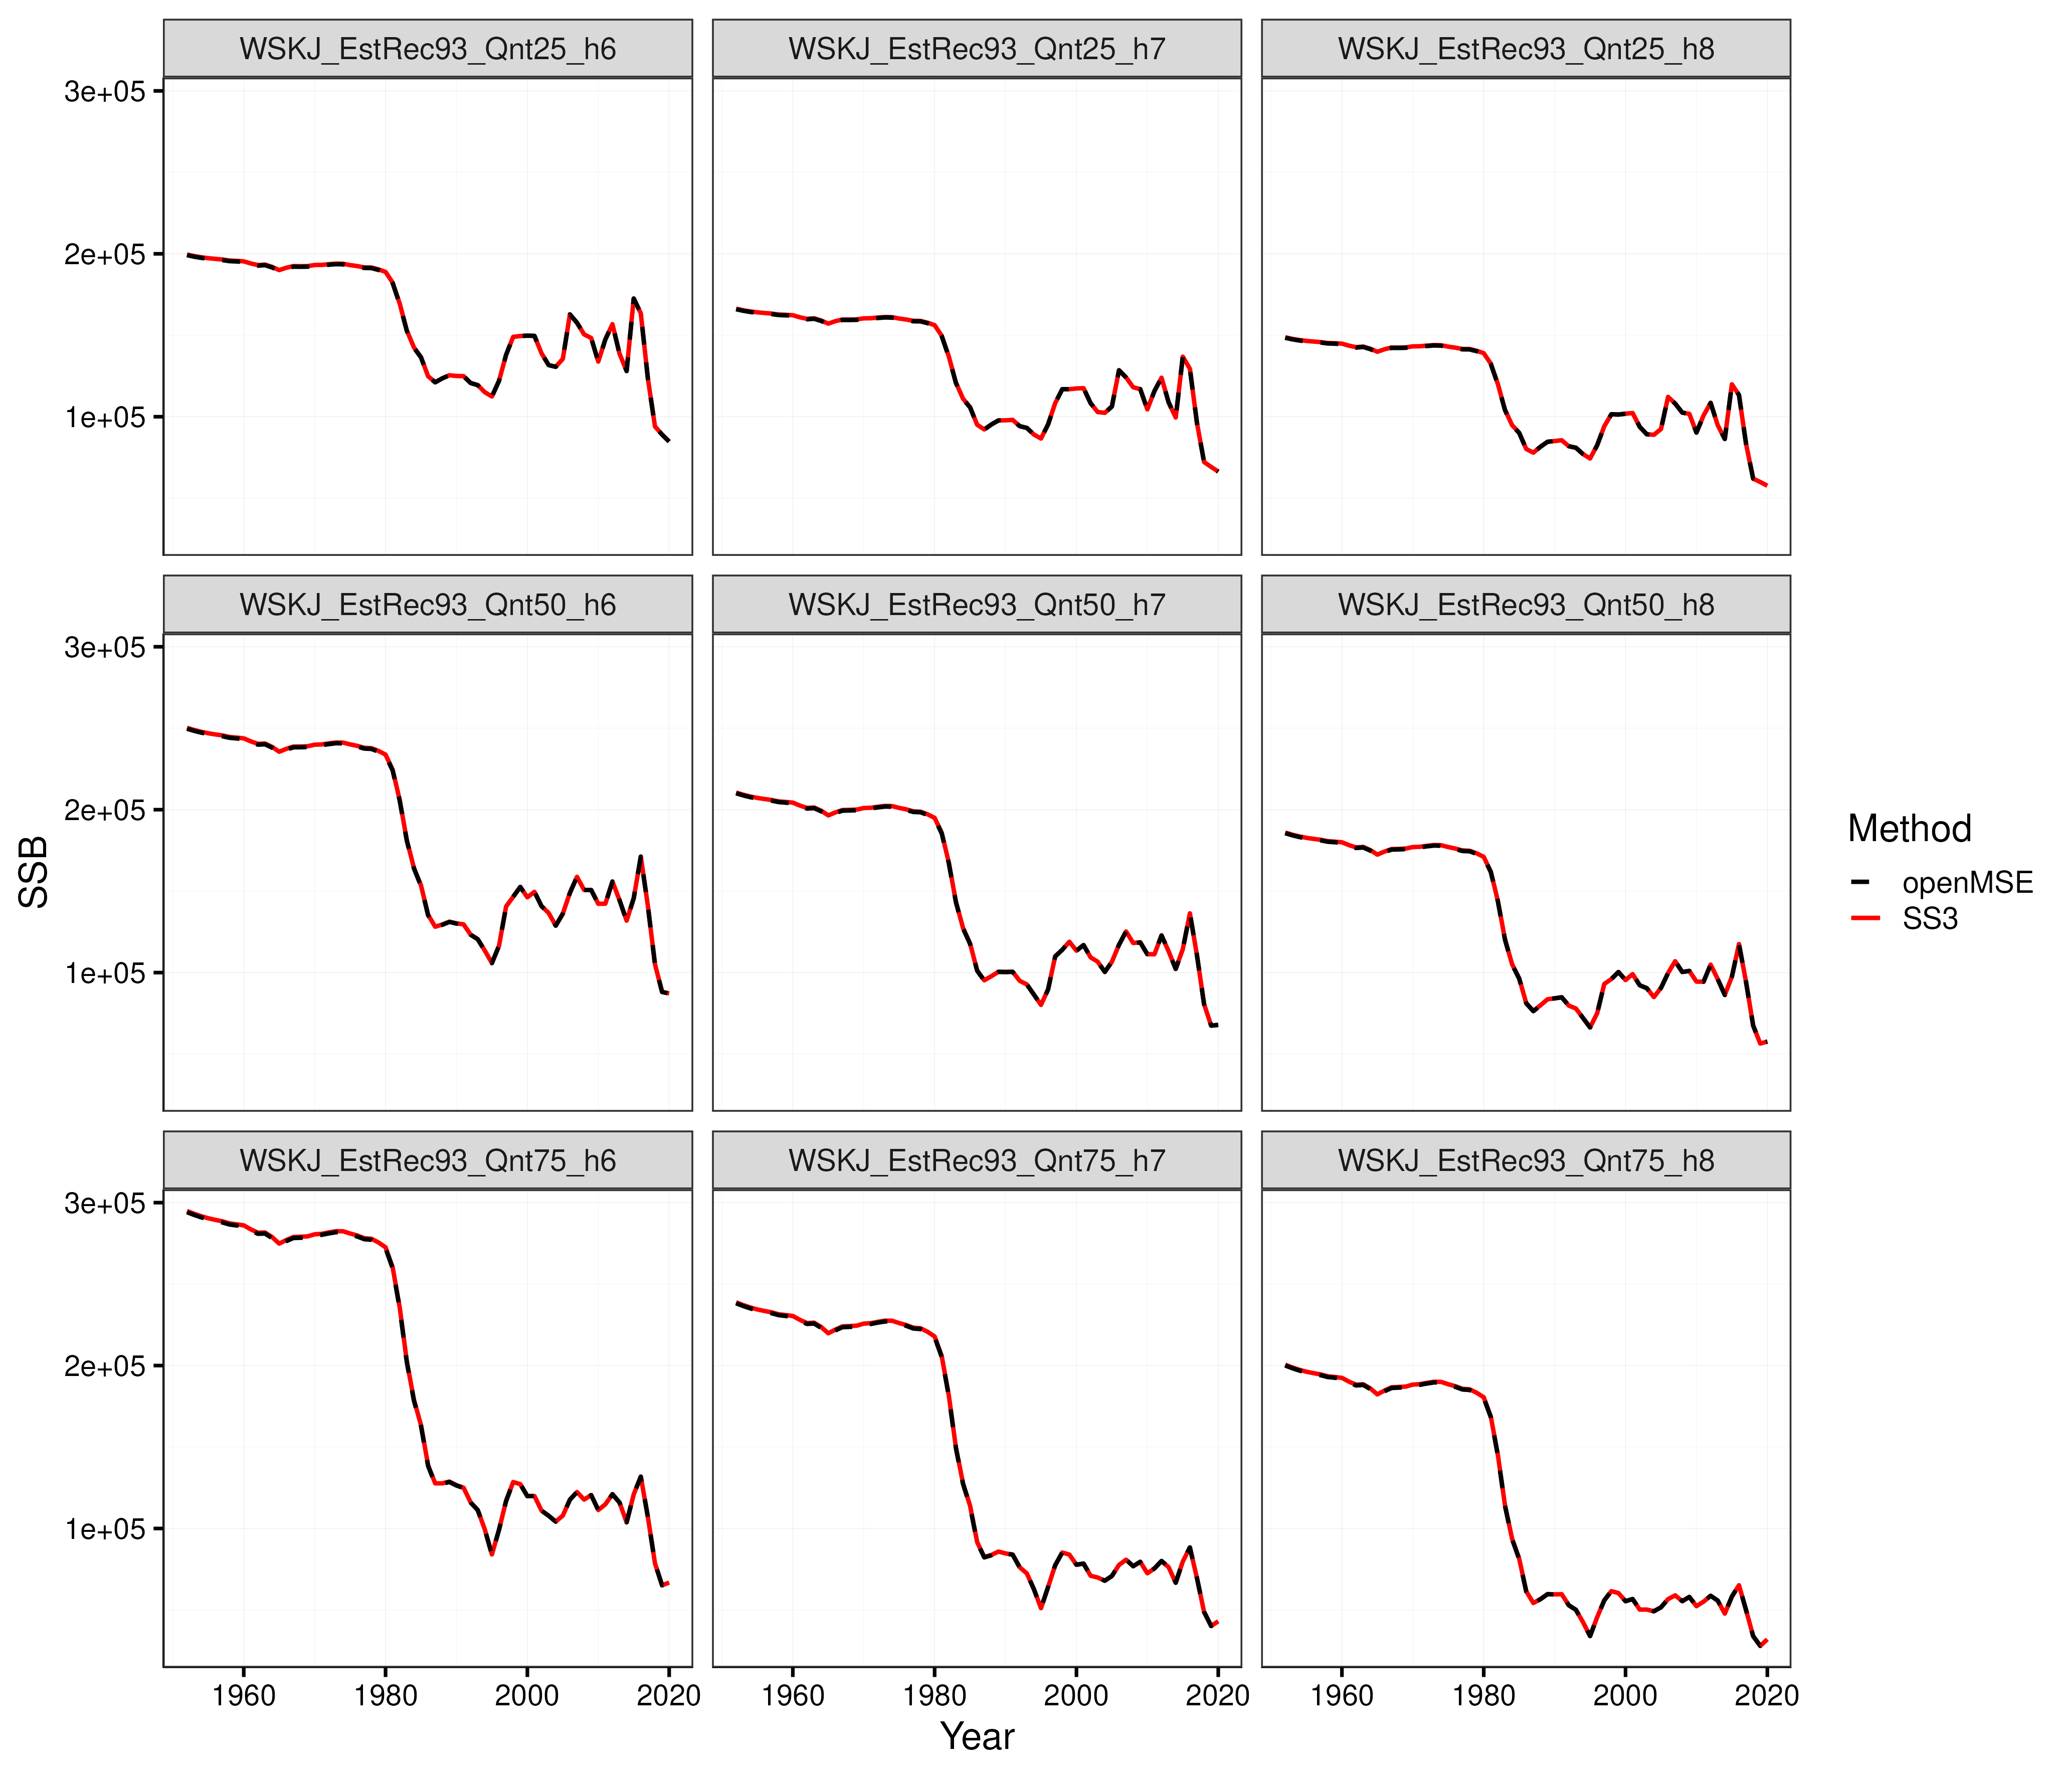 WSKJ_EstRec93_Qnt25_h6
WSKJ_EstRec93_Qnt25_h7
WSKJ_EstRec93_Qnt25_h8
3e+05
2e+05
1e+05
WSKJ_EstRec93_Qnt50_h6
WSKJ_EstRec93_Qnt50_h7
WSKJ_EstRec93_Qnt50_h8
3e+05
2e+05
1e+05
SSB
WSKJ_EstRec93_Qnt75_h6
WSKJ_EstRec93_Qnt75_h7
WSKJ_EstRec93_Qnt75_h8
3e+05
2e+05
1e+05
1960 1980 2000 2020
1960 1980 2000 2020
1960 1980 2000 2020
Year
Method
openMSE
SS3